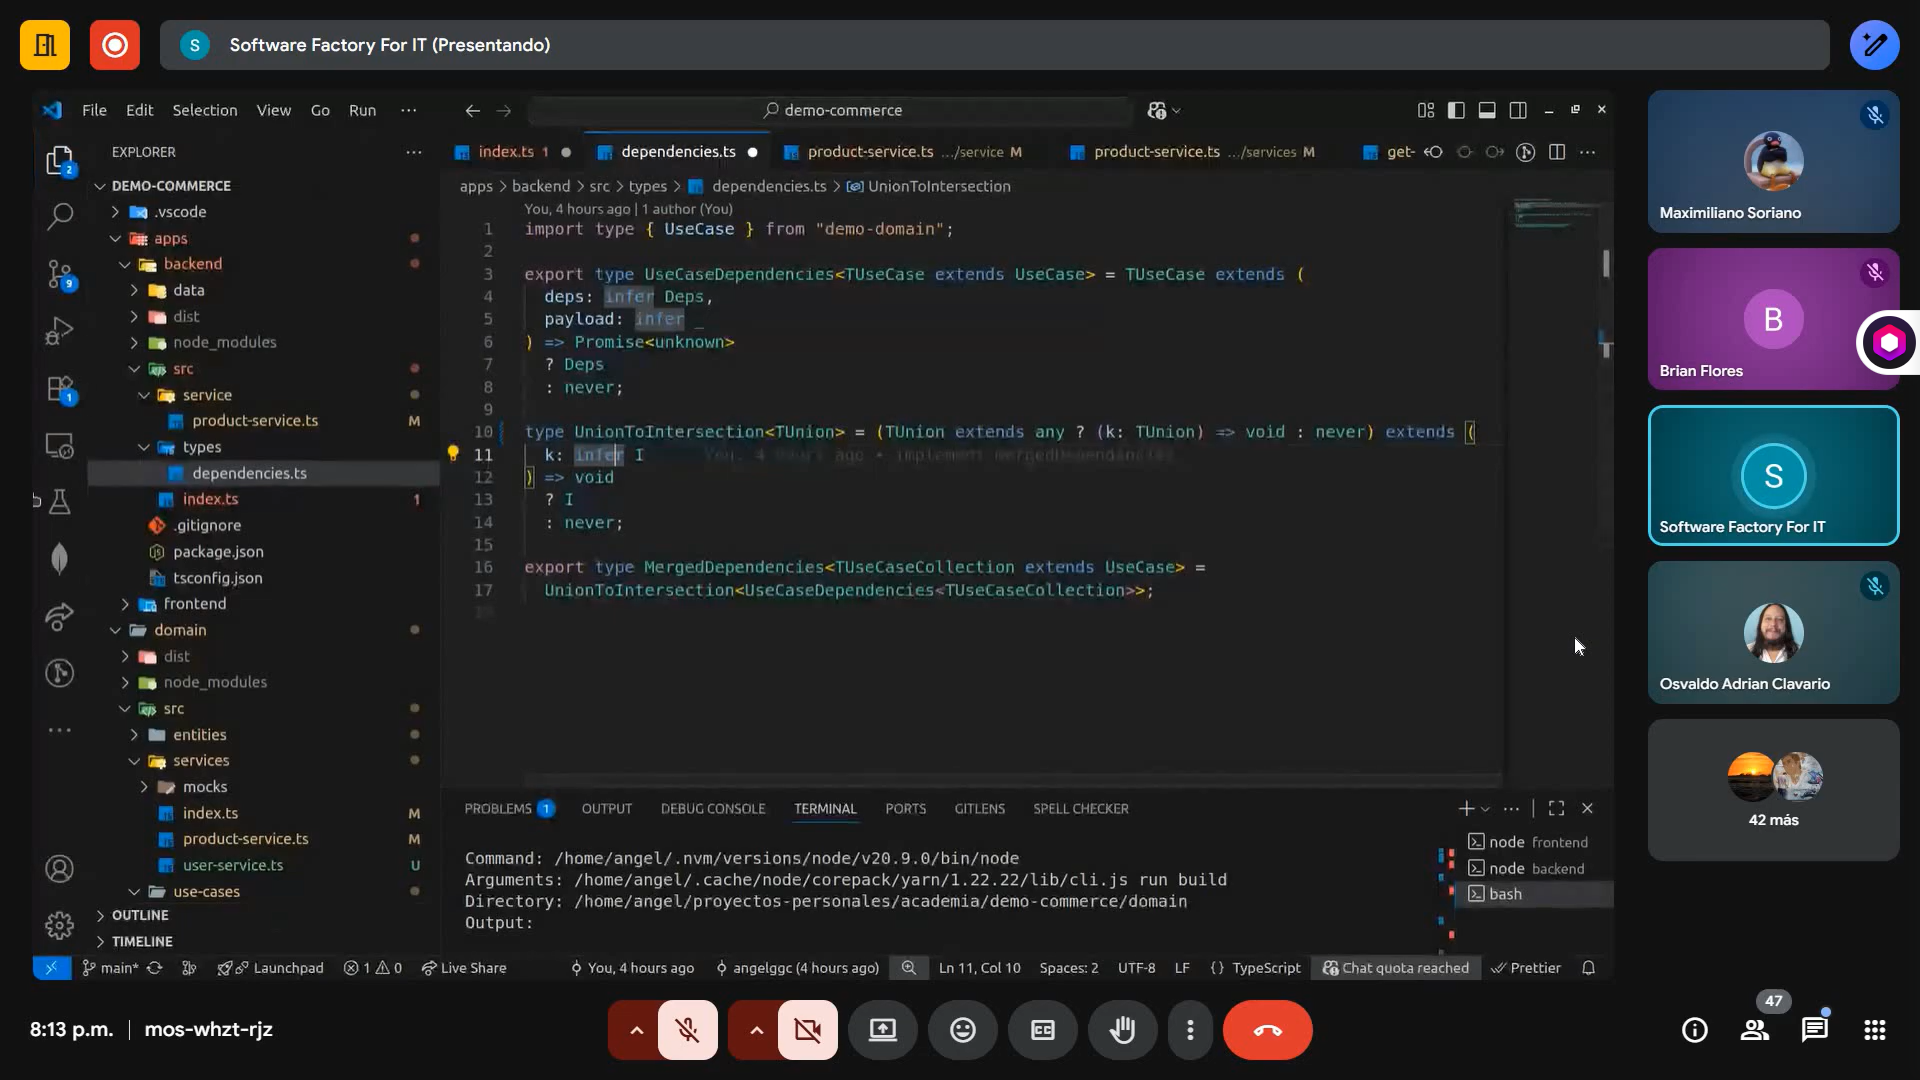 S Software Factory For IT (Presentando)
File Edit Selection View Go Run ··· demo-commerce
EXPLORER ···
index.ts 1 dependencies.ts product-service.ts .../service M product-service.ts .../services M get-
apps > backend > src > types > dependencies.ts > UnionToIntersection
DEMO-COMMERCE
.vscode
apps
backend
data
dist
node_modules
src
service
product-service.ts M
types
dependencies.ts
index.ts 1
.gitignore
package.json
tsconfig.json
frontend
domain
dist
node_modules
src
entities
services
mocks
index.ts M
product-service.ts M
user-service.ts U
use-cases
OUTLINE
TIMELINE
2
9
1
You, 4 hours ago | 1 author (You)
1 import type { UseCase } from "demo-domain";
2
3 export type UseCaseDependencies<TUseCase extends UseCase> = TUseCase extends (
4 deps: infer Deps,
5 payload: infer _
6 ) => Promise<unknown>
7 ? Deps
8 : never;
9
10 type UnionToIntersection<TUnion> = (TUnion extends any ? (k: TUnion) => void : never) extends (
11 k: infer I You, 4 hours ago • implement mergedDependencies
12 ) => void
13 ? I
14 : never;
15
16 export type MergedDependencies<TUseCaseCollection extends UseCase> =
17 UnionToIntersection<UseCaseDependencies<TUseCaseCollection>>;
PROBLEMS 1 OUTPUT DEBUG CONSOLE TERMINAL PORTS GITLENS SPELL CHECKER
Command: /home/angel/.nvm/versions/node/v20.9.0/bin/node
Arguments: /home/angel/.cache/node/corepack/yarn/1.22.22/lib/cli.js run build
Directory: /home/angel/proyectos-personales/academia/demo-commerce/domain
Output:
node frontend
node backend
bash
main* Launchpad 1 0 Live Share You, 4 hours ago angelggc (4 hours ago) Ln 11, Col 10 Spaces: 2 UTF-8 LF {} TypeScript Chat quota reached Prettier
Maximiliano Soriano
B
Brian Flores
S
Software Factory For IT
Osvaldo Adrian Clavario
42 más
8:13 p.m. | mos-whzt-rjz
47